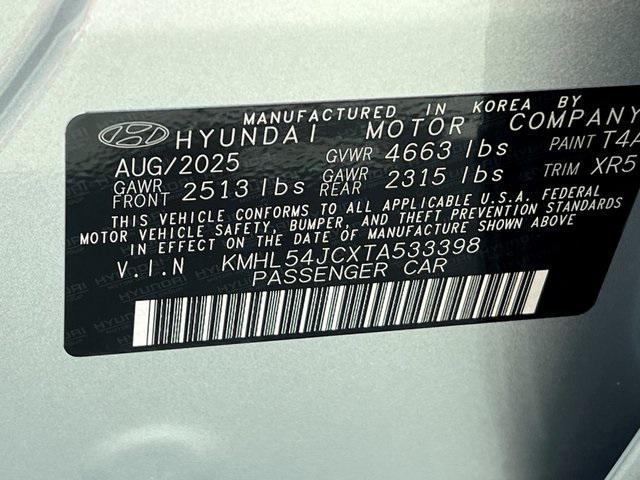 MANUFACTURED IN KOREA BY
HYUNDAI MOTOR COMPANY
AUG/2025 GVWR 4663 lbs PAINT T4A
GAWR FRONT 2513 lbs GAWR REAR 2315 lbs TRIM XR5
THIS VEHICLE CONFORMS TO ALL APPLICABLE U.S.A. FEDERAL
MOTOR VEHICLE SAFETY, BUMPER, AND THEFT PREVENTION STANDARDS
IN EFFECT ON THE DATE OF MANUFACTURE SHOWN ABOVE
V.I.N KMHL54JCXTA533398
PASSENGER CAR